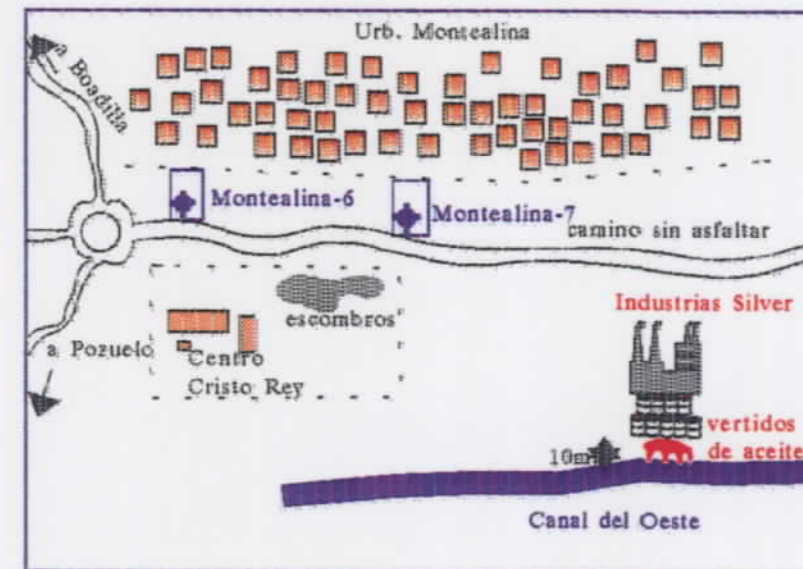 Urb. Montealina
a Boadilla
Montealina-6
Montealina-7
camino sin asfaltar
Industrias Silver
escombros
a Pozuelo
Centro
Cristo Rey
vertidos
de aceite
10m
Canal del Oeste